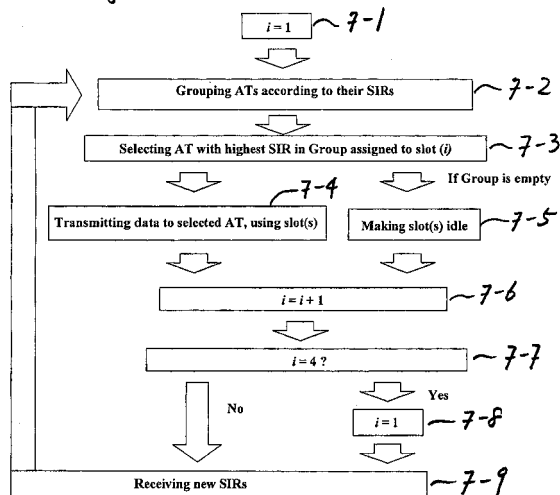 i = 1
7-1
Grouping ATs according to their SIRs
7-2
Selecting AT with highest SIR in Group assigned to slot (i)
7-3
7-4
If Group is empty
Transmitting data to selected AT, using slot(s)
Making slot(s) idle
7-5
i = i + 1
7-6
i = 4 ?
7-7
No
Yes
i = 1
7-8
Receiving new SIRs
7-9